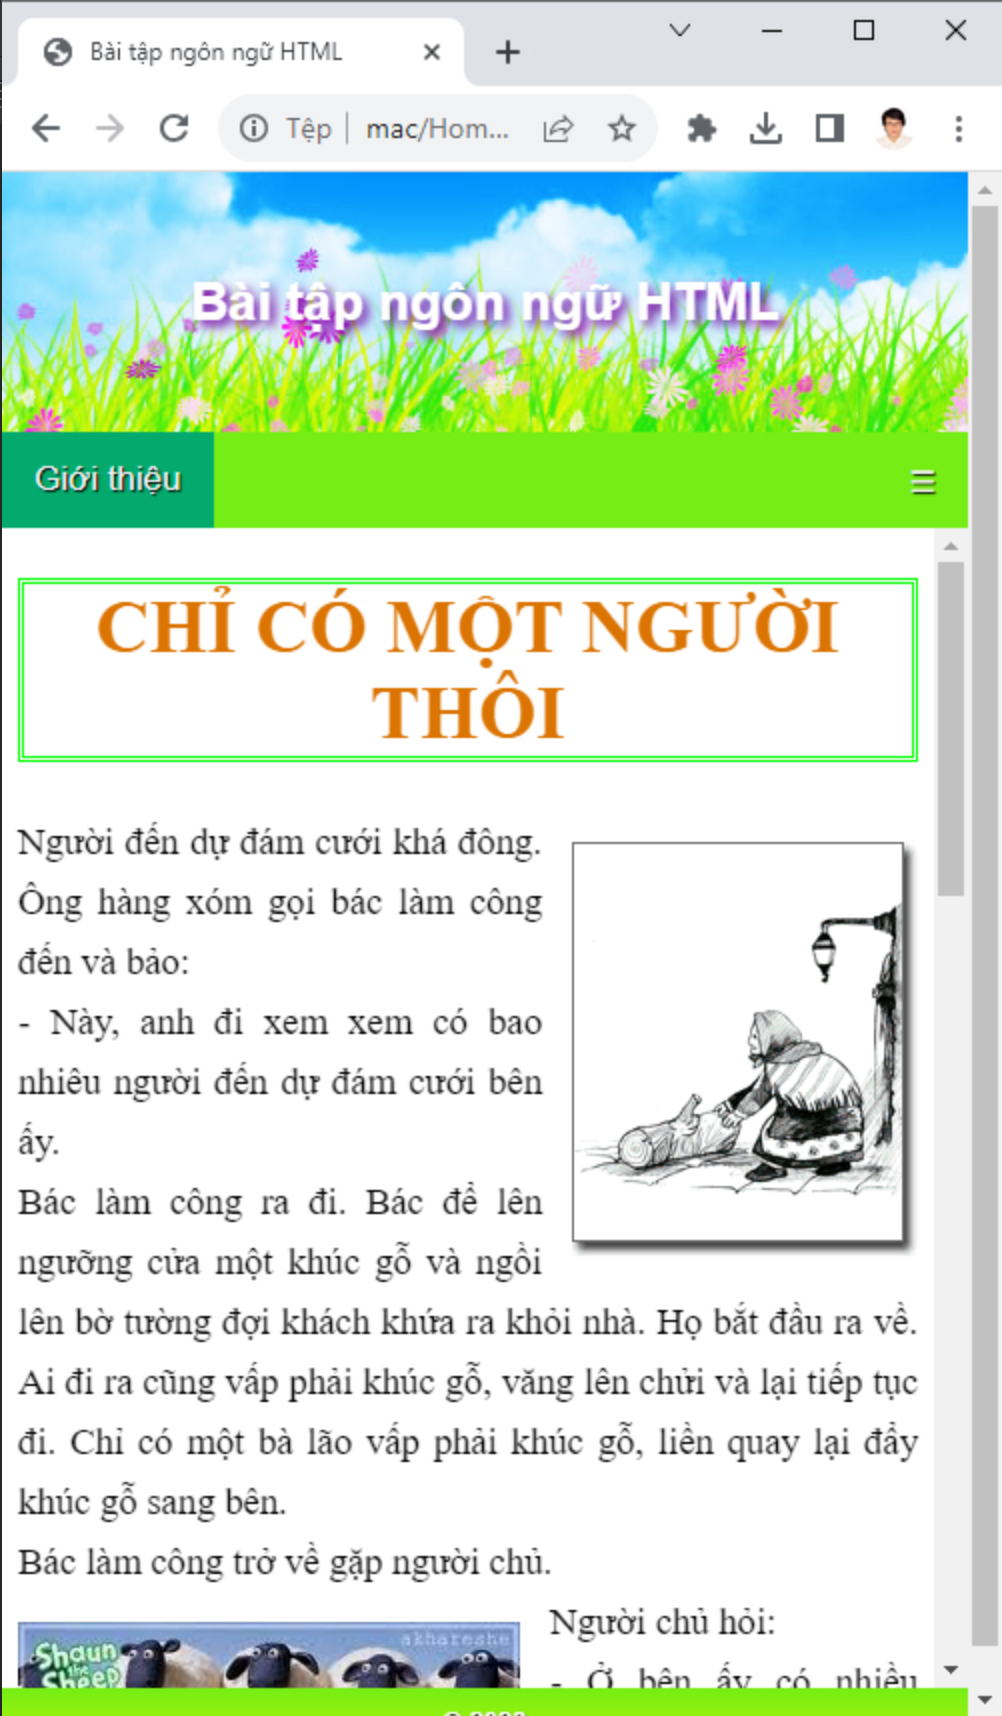 Bài tập ngôn ngữ HTML
Tệp mac/Hom...
Bài tập ngôn ngữ HTML
Giới thiệu
CHỈ CÓ MỘT NGƯỜI
THÔI
Người đến dự đám cưới khá đông.
Ông hàng xóm gọi bác làm công
đến và bảo:
- Này, anh đi xem xem có bao
nhiêu người đến dự đám cưới bên
ấy.
Bác làm công ra đi. Bác để lên
ngưỡng cửa một khúc gỗ và ngồi
lên bờ tường đợi khách khứa ra khỏi nhà. Họ bắt đầu ra về.
Ai đi ra cũng vấp phải khúc gỗ, văng lên chửi và lại tiếp tục
đi. Chỉ có một bà lão vấp phải khúc gỗ, liền quay lại đẩy
khúc gỗ sang bên.
Bác làm công trở về gặp người chủ.
Người chủ hỏi:
- Ở bên ấy có nhiều
Shaun
the
Sheep
akhareshe